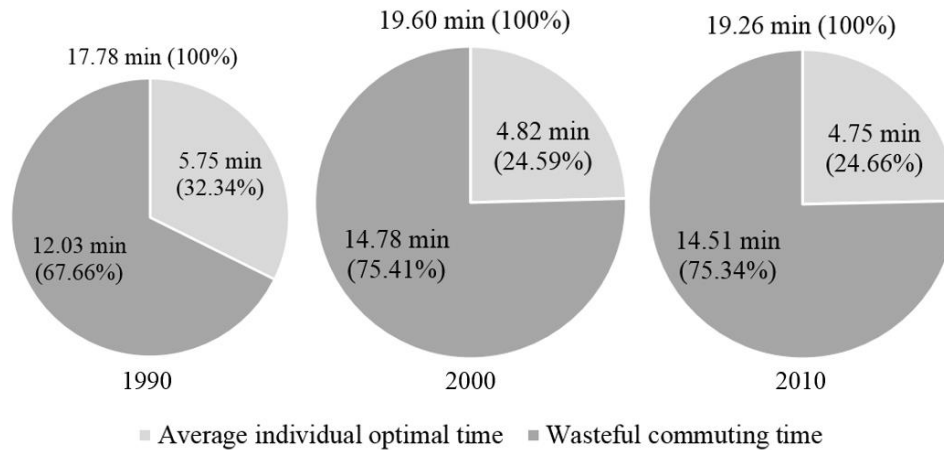 17.78 min (100%)
5.75 min
(32.34%)
12.03 min
(67.66%)
1990
19.60 min (100%)
4.82 min
(24.59%)
14.78 min
(75.41%)
2000
19.26 min (100%)
4.75 min
(24.66%)
14.51 min
(75.34%)
2010
Average individual optimal time
Wasteful commuting time